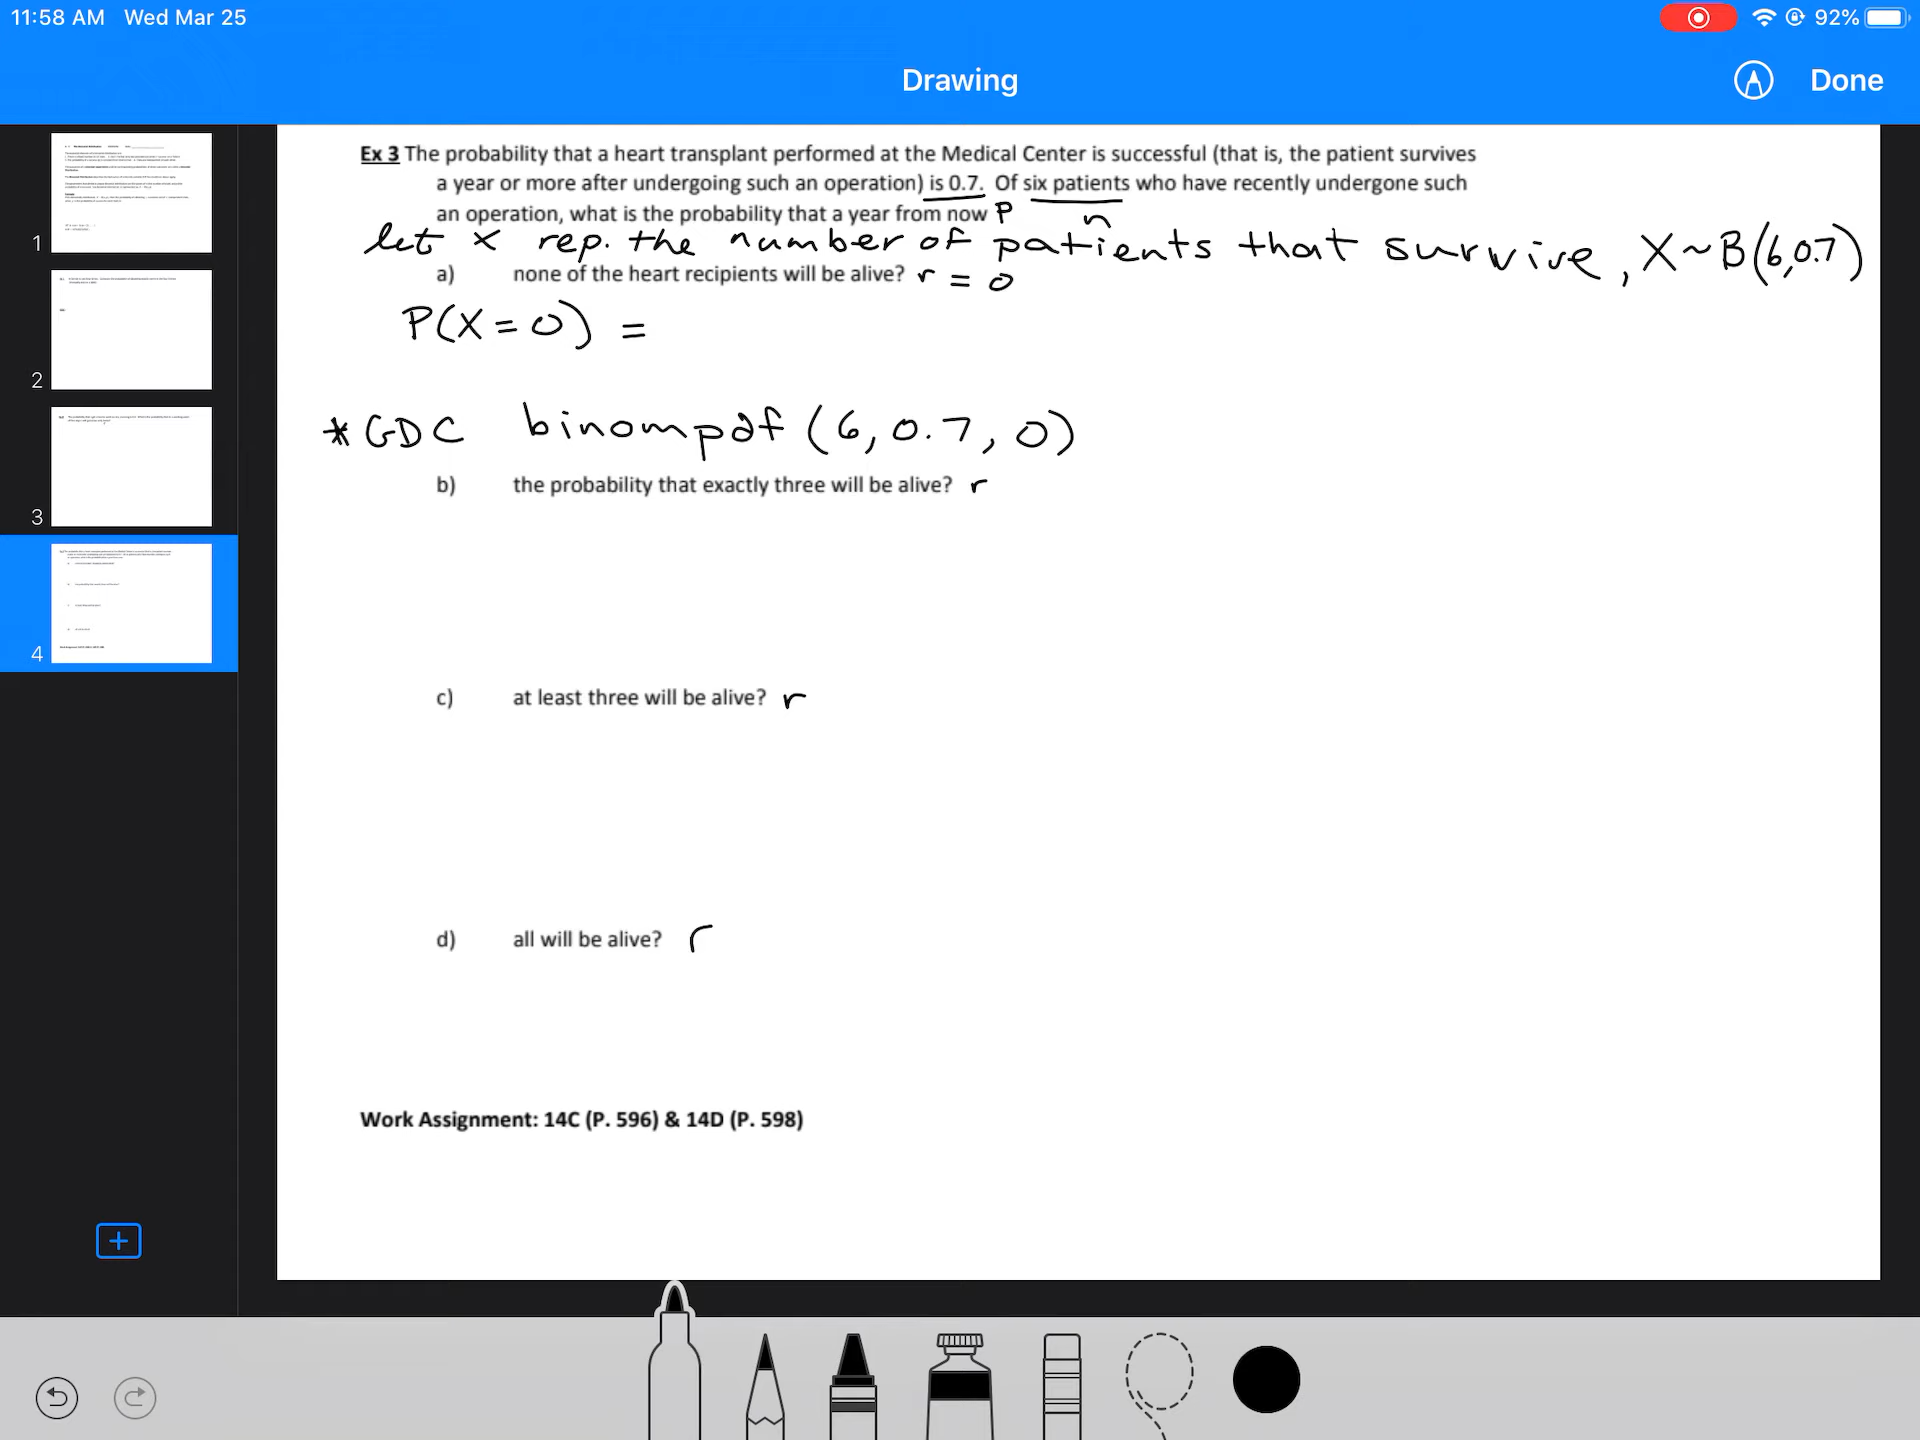 11:58 AM Wed Mar 25
92%
Drawing
Done
Ex 3 The probability that a heart transplant performed at the Medical Center is successful (that is, the patient survives
a year or more after undergoing such an operation) is 0.7. Of six patients who have recently undergone such
an operation, what is the probability that a year from now P n
let x rep. the number of patients that survive, X~B(6,0.7)
a) none of the heart recipients will be alive? r = 0
P(X=0) =
* GDC binompdf (6, 0.7, 0)
b) the probability that exactly three will be alive? r
c) at least three will be alive? r
d) all will be alive? r
Work Assignment: 14C (P. 596) & 14D (P. 598)
1
2
3
4